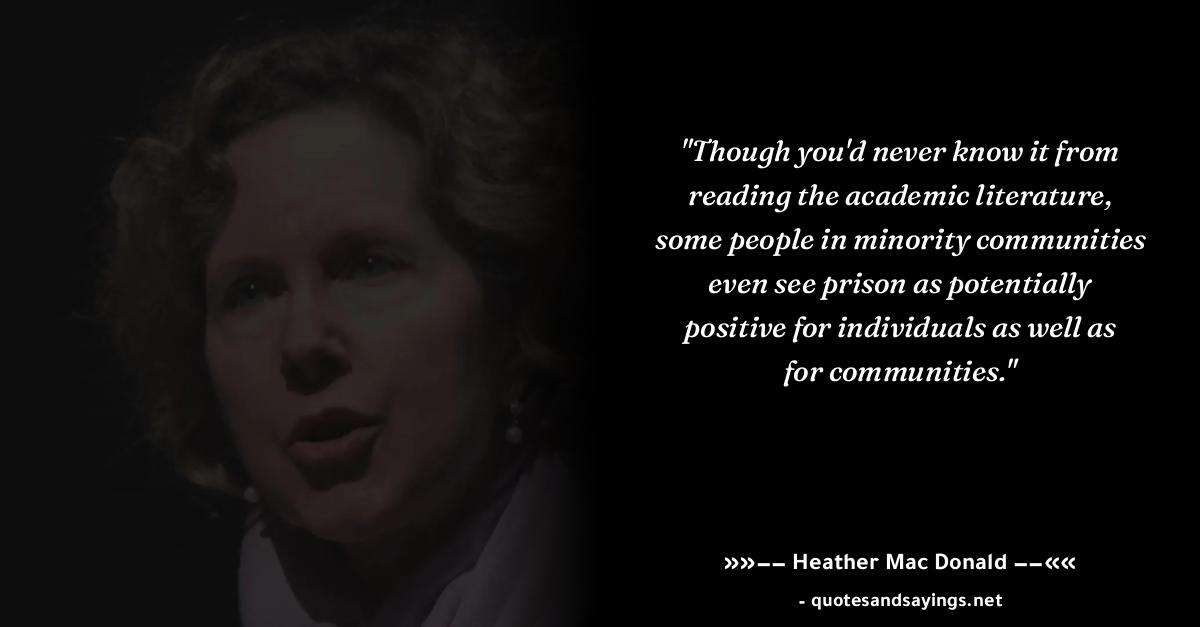 "Though you'd never know it from
reading the academic literature,
some people in minority communities
even see prison as potentially
positive for individuals as well as
for communities."
»»−− Heather Mac Donald −−««
- quotesandsayings.net